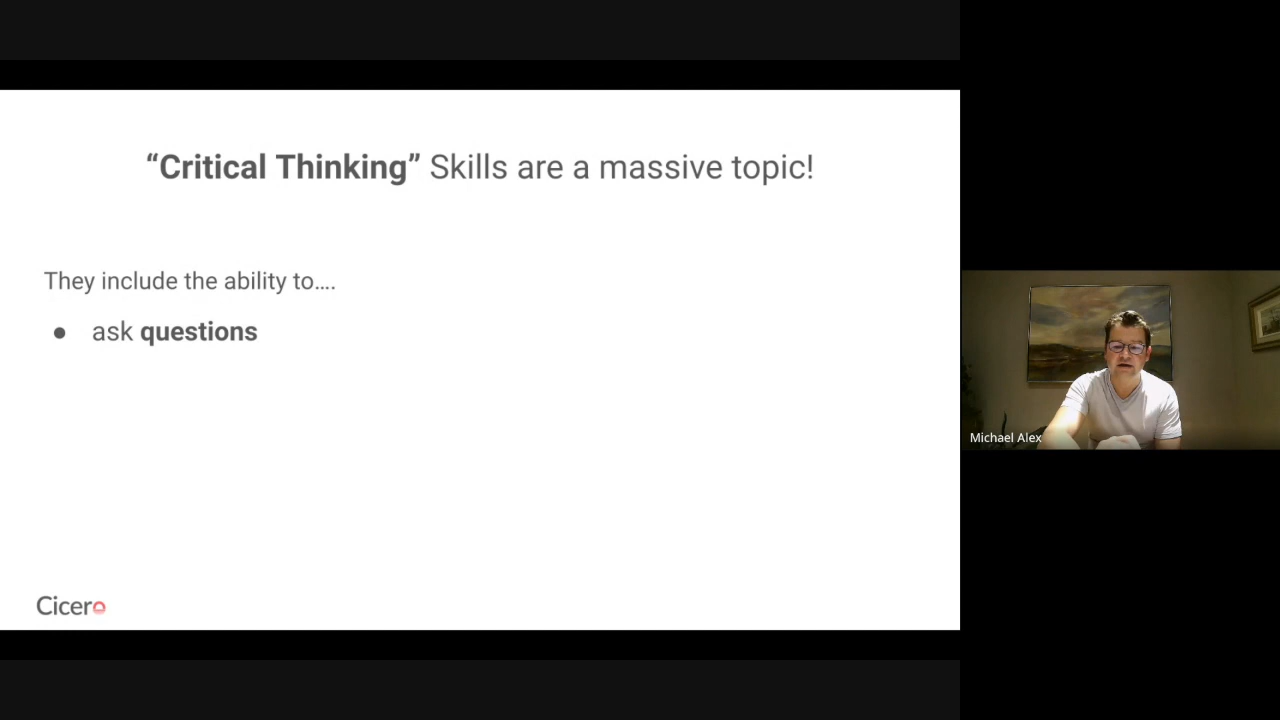 “Critical Thinking” Skills are a massive topic!
They include the ability to....
● ask questions
Cicero
Michael Alex